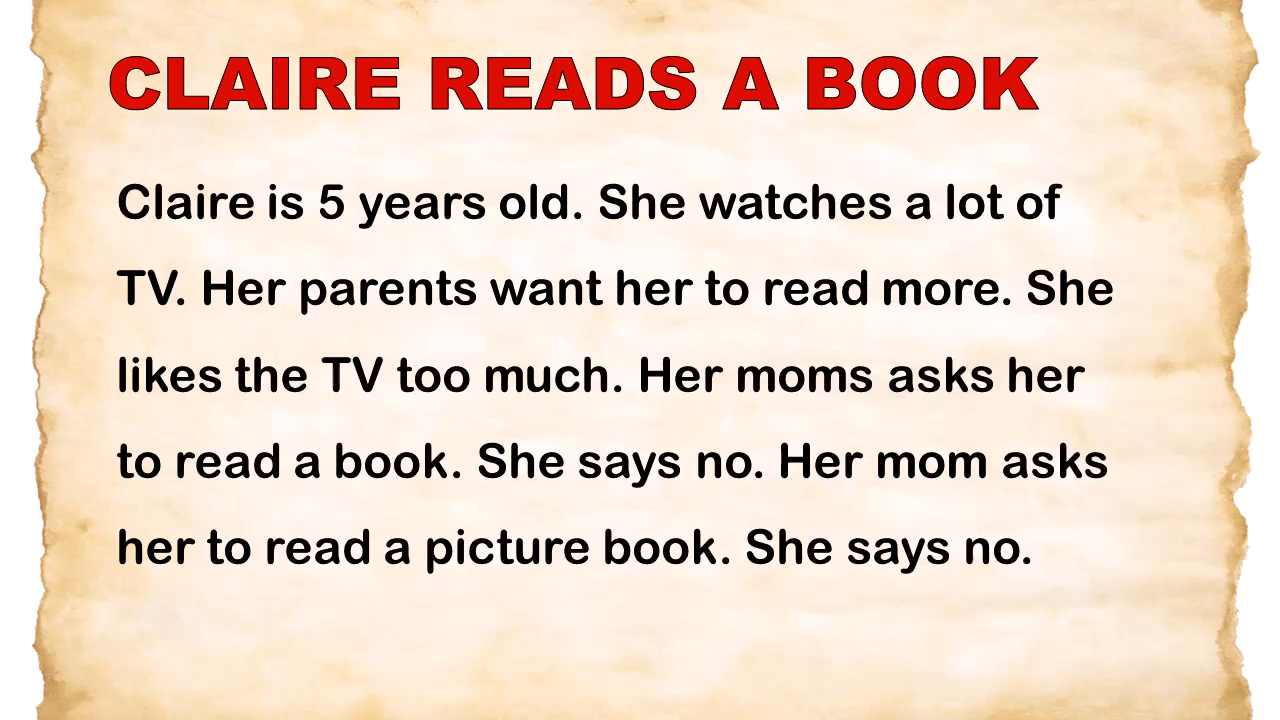 CLAIRE READS A BOOK
Claire is 5 years old. She watches a lot of
TV. Her parents want her to read more. She
likes the TV too much. Her moms asks her
to read a book. She says no. Her mom asks
her to read a picture book. She says no.